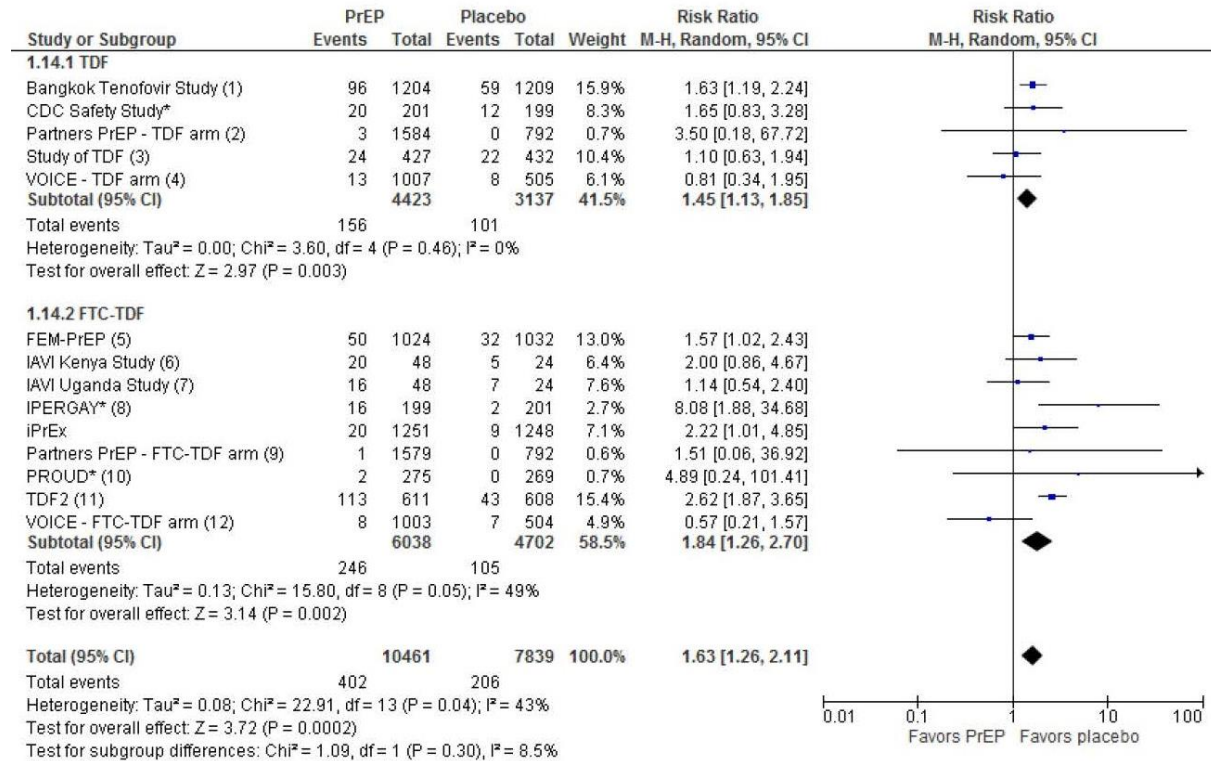 PrEP Placebo Risk Ratio Risk Ratio
Study or Subgroup Events Total Events Total Weight M-H, Random, 95% CI M-H, Random, 95% CI
1.14.1 TDF
Bangkok Tenofovir Study (1) 96 1204 59 1209 15.9% 1.63 [1.19, 2.24]
CDC Safety Study* 20 201 12 199 8.3% 1.65 [0.83, 3.28]
Partners PrEP - TDF arm (2) 3 1584 0 792 0.7% 3.50 [0.18, 67.72]
Study of TDF (3) 24 427 22 432 10.4% 1.10 [0.63, 1.94]
VOICE - TDF arm (4) 13 1007 8 505 6.1% 0.81 [0.34, 1.95]
Subtotal (95% CI) 4423 3137 41.5% 1.45 [1.13, 1.85]
Total events 156 101
Heterogeneity: Tau² = 0.00; Chi² = 3.60, df = 4 (P = 0.46); I² = 0%
Test for overall effect: Z = 2.97 (P = 0.003)
1.14.2 FTC-TDF
FEM-PrEP (5) 50 1024 32 1032 13.0% 1.57 [1.02, 2.43]
IAVI Kenya Study (6) 20 48 5 24 6.4% 2.00 [0.86, 4.67]
IAVI Uganda Study (7) 16 48 7 24 7.6% 1.14 [0.54, 2.40]
IPERGAY* (8) 16 199 2 201 2.7% 8.08 [1.88, 34.68]
iPrEx 20 1251 9 1248 7.1% 2.22 [1.01, 4.85]
Partners PrEP - FTC-TDF arm (9) 1 1579 0 792 0.6% 1.51 [0.06, 36.92]
PROUD* (10) 2 275 0 269 0.7% 4.89 [0.24, 101.41]
TDF2 (11) 113 611 43 608 15.4% 2.62 [1.87, 3.65]
VOICE - FTC-TDF arm (12) 8 1003 7 504 4.9% 0.57 [0.21, 1.57]
Subtotal (95% CI) 6038 4702 58.5% 1.84 [1.26, 2.70]
Total events 246 105
Heterogeneity: Tau² = 0.13; Chi² = 15.80, df = 8 (P = 0.05); I² = 49%
Test for overall effect: Z = 3.14 (P = 0.002)
Total (95% CI) 10461 7839 100.0% 1.63 [1.26, 2.11]
Total events 402 206
Heterogeneity: Tau² = 0.08; Chi² = 22.91, df = 13 (P = 0.04); I² = 43%
Test for overall effect: Z = 3.72 (P = 0.0002)
Test for subgroup differences: Chi² = 1.09, df = 1 (P = 0.30), I² = 8.5%
0.01 0.1 1 10 100
Favors PrEP Favors placebo